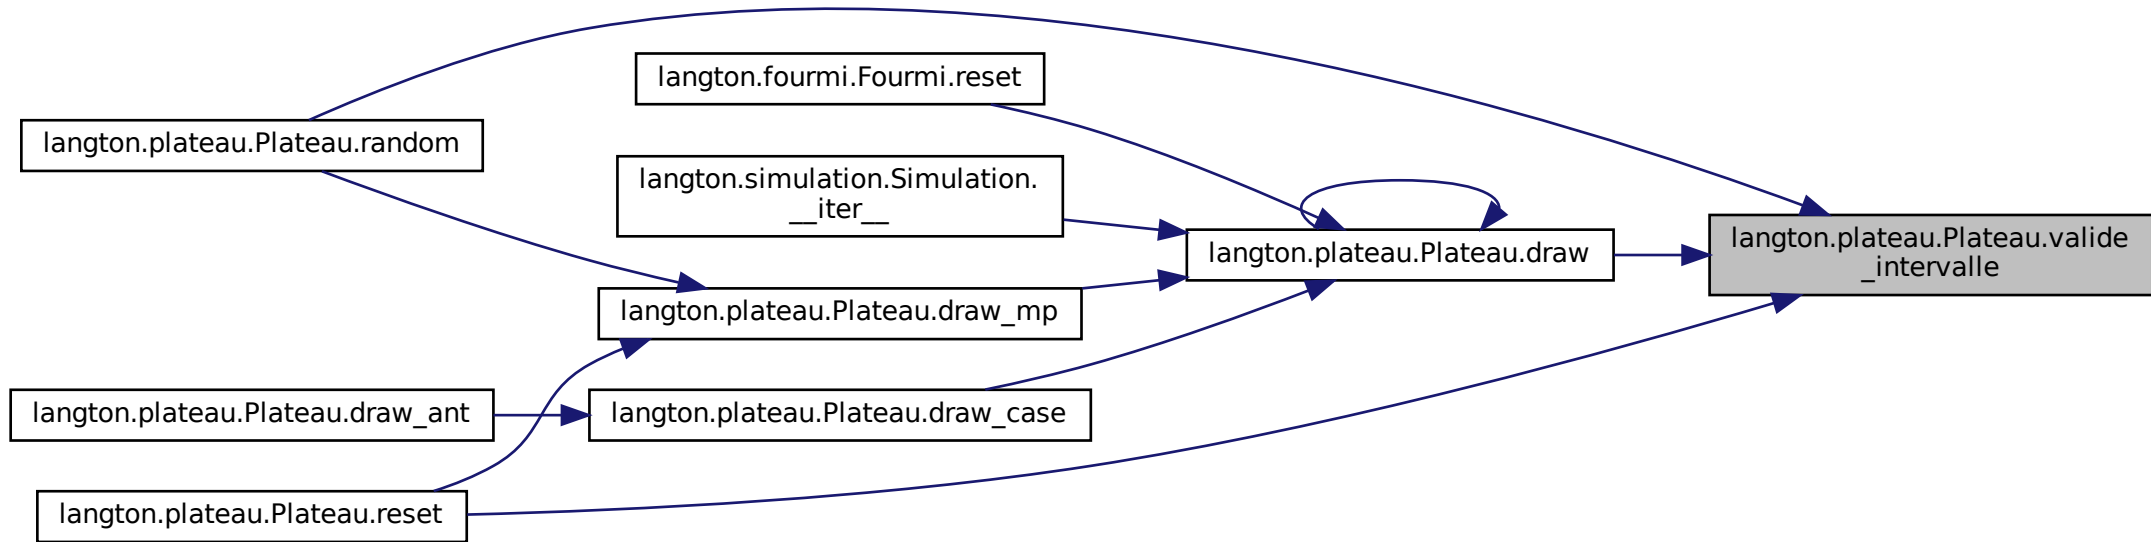 langton.fourmi.Fourmi.reset
langton.plateau.Plateau.random
langton.simulation.Simulation.
__iter__
langton.plateau.Plateau.valide
_intervalle
langton.plateau.Plateau.draw
langton.plateau.Plateau.draw_mp
langton.plateau.Plateau.draw_ant
langton.plateau.Plateau.draw_case
langton.plateau.Plateau.reset